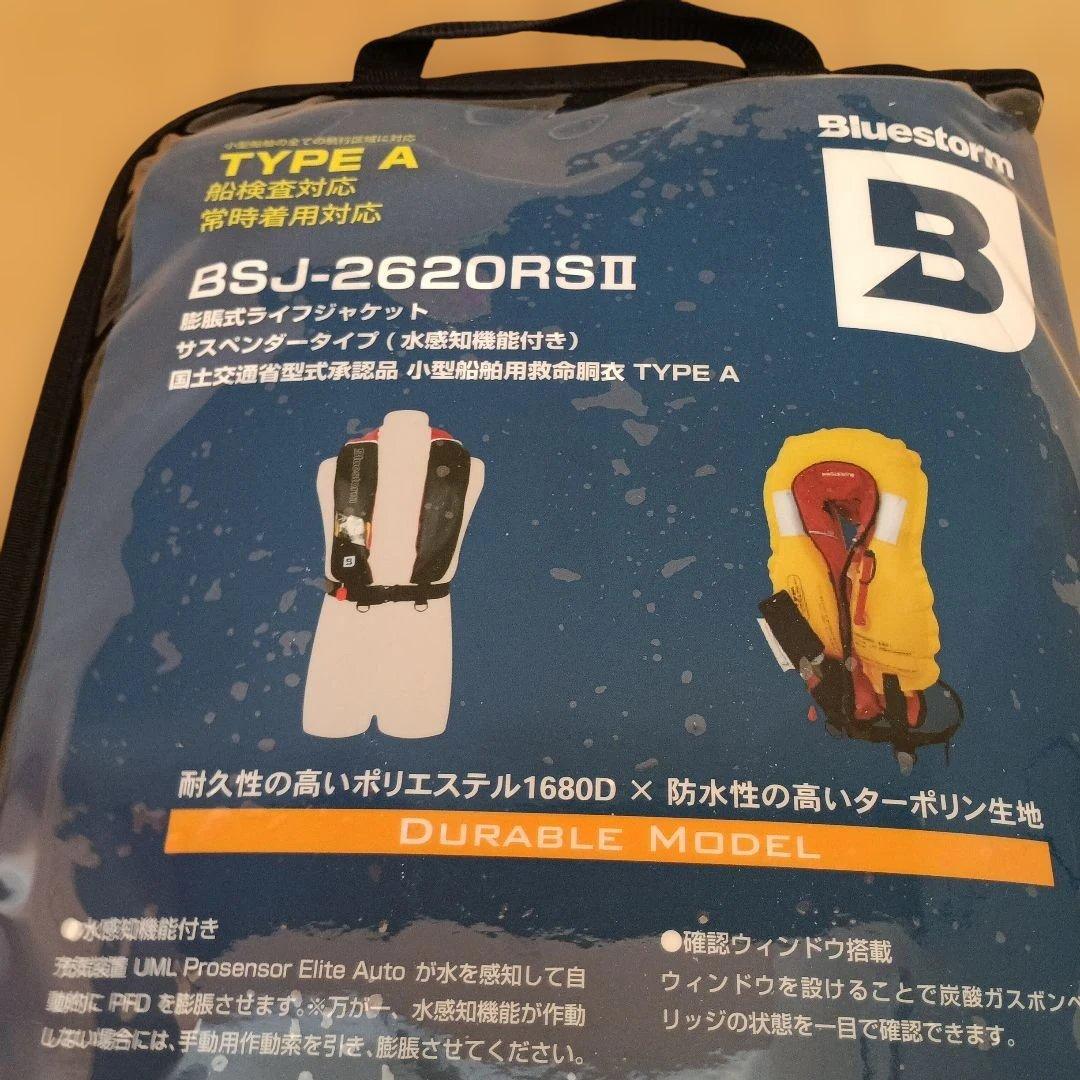 小型船舶の全ての航行区域に対応
TYPE A
船検査対応
常時着用対応
Bluestorm
B
BSJ-2620RSⅡ
膨脹式ライフジャケット
サスペンダータイプ(水感知機能付き)
国土交通省型式承認品 小型船舶用救命胴衣 TYPE A
Bluestorm
耐久性の高いポリエステル1680D × 防水性の高いターポリン生地
DURABLE MODEL
●水感知機能付き
充気装置 UML Prosensor Elite Auto が水を感知して自
動的に PFD を膨脹させます。※万が一、水感知機能が作動
しない場合には、手動用作動索を引き、膨脹させてください。
●確認ウィンドウ搭載
ウィンドウを設けることで炭酸ガスボンベ
リッジの状態を一目で確認できます。